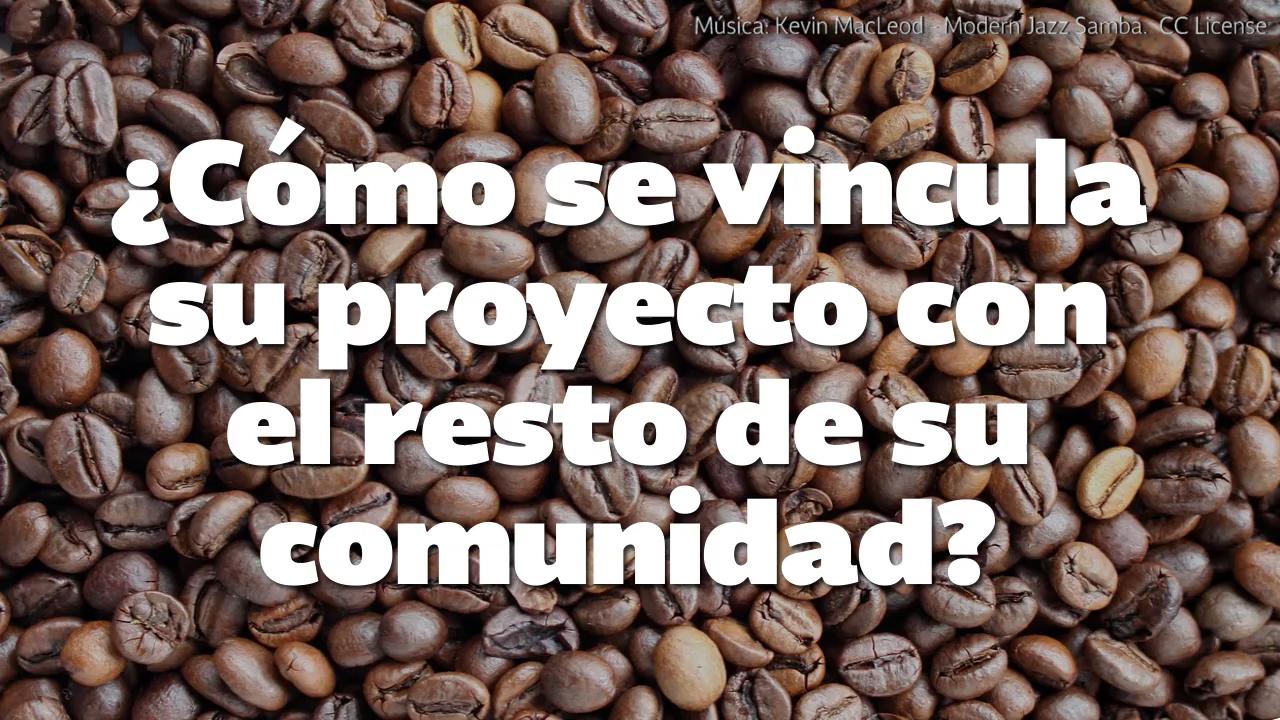 Música: Kevin MacLeod - Modern Jazz Samba. CC License
¿Cómo se vincula
su proyecto con
el resto de su
comunidad?